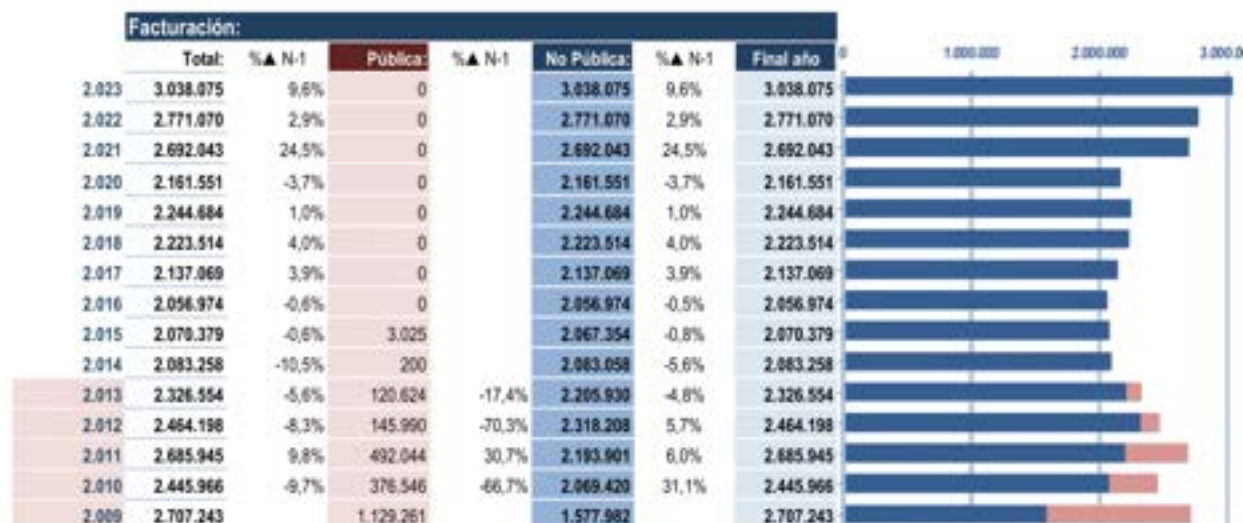 Facturación:
Total: %▲ N-1 Pública: %▲ N-1 No Pública: %▲ N-1 Final año 0 1.000.000 2.000.000 3.000.0
2.023 3.038.075 9,6% 0 3.038.075 9,6% 3.038.075
2.022 2.771.070 2,9% 0 2.771.070 2,9% 2.771.070
2.021 2.692.043 24,5% 0 2.692.043 24,5% 2.692.043
2.020 2.161.551 -3,7% 0 2.161.551 -3,7% 2.161.551
2.019 2.244.684 1,0% 0 2.244.684 1,0% 2.244.684
2.018 2.223.514 4,0% 0 2.223.514 4,0% 2.223.514
2.017 2.137.069 3,9% 0 2.137.069 3,9% 2.137.069
2.016 2.056.974 -0,6% 0 2.056.974 -0,5% 2.056.974
2.015 2.070.379 -0,6% 3.025 2.067.354 -0,8% 2.070.379
2.014 2.083.258 -10,5% 200 2.083.058 -5,6% 2.083.258
2.013 2.326.554 -5,6% 120.624 -17,4% 2.205.930 -4,8% 2.326.554
2.012 2.464.198 -8,3% 145.990 -70,3% 2.318.208 5,7% 2.464.198
2.011 2.685.945 9,8% 492.044 30,7% 2.193.901 6,0% 2.685.945
2.010 2.445.966 -9,7% 376.546 -66,7% 2.069.420 31,1% 2.445.966
2.009 2.707.243 1.129.261 1.577.982 2.707.243